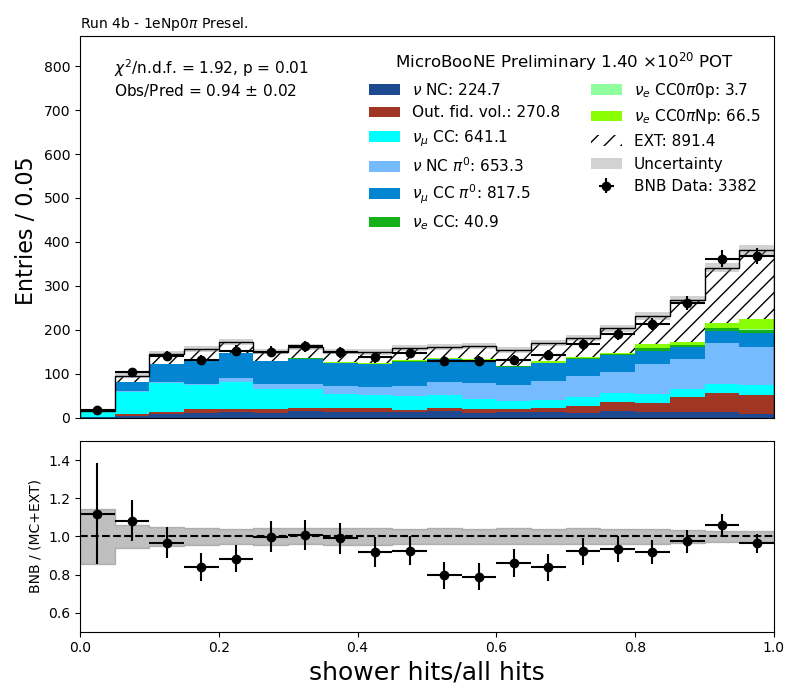 Run 4b - 1eNp0π Presel.
χ²/n.d.f. = 1.92, p = 0.01
Obs/Pred = 0.94 ± 0.02
MicroBooNE Preliminary 1.40 ×10²⁰ POT
ν NC: 224.7
Out. fid. vol.: 270.8
ν_μ CC: 641.1
ν NC π⁰: 653.3
ν_μ CC π⁰: 817.5
ν_e CC: 40.9
ν_e CC0π0p: 3.7
ν_e CC0πNp: 66.5
EXT: 891.4
Uncertainty
BNB Data: 3382
Entries / 0.05
800
700
600
500
400
300
200
100
0
BNB / (MC+EXT)
1.4
1.2
1.0
0.8
0.6
0.0 0.2 0.4 0.6 0.8 1.0
shower hits/all hits